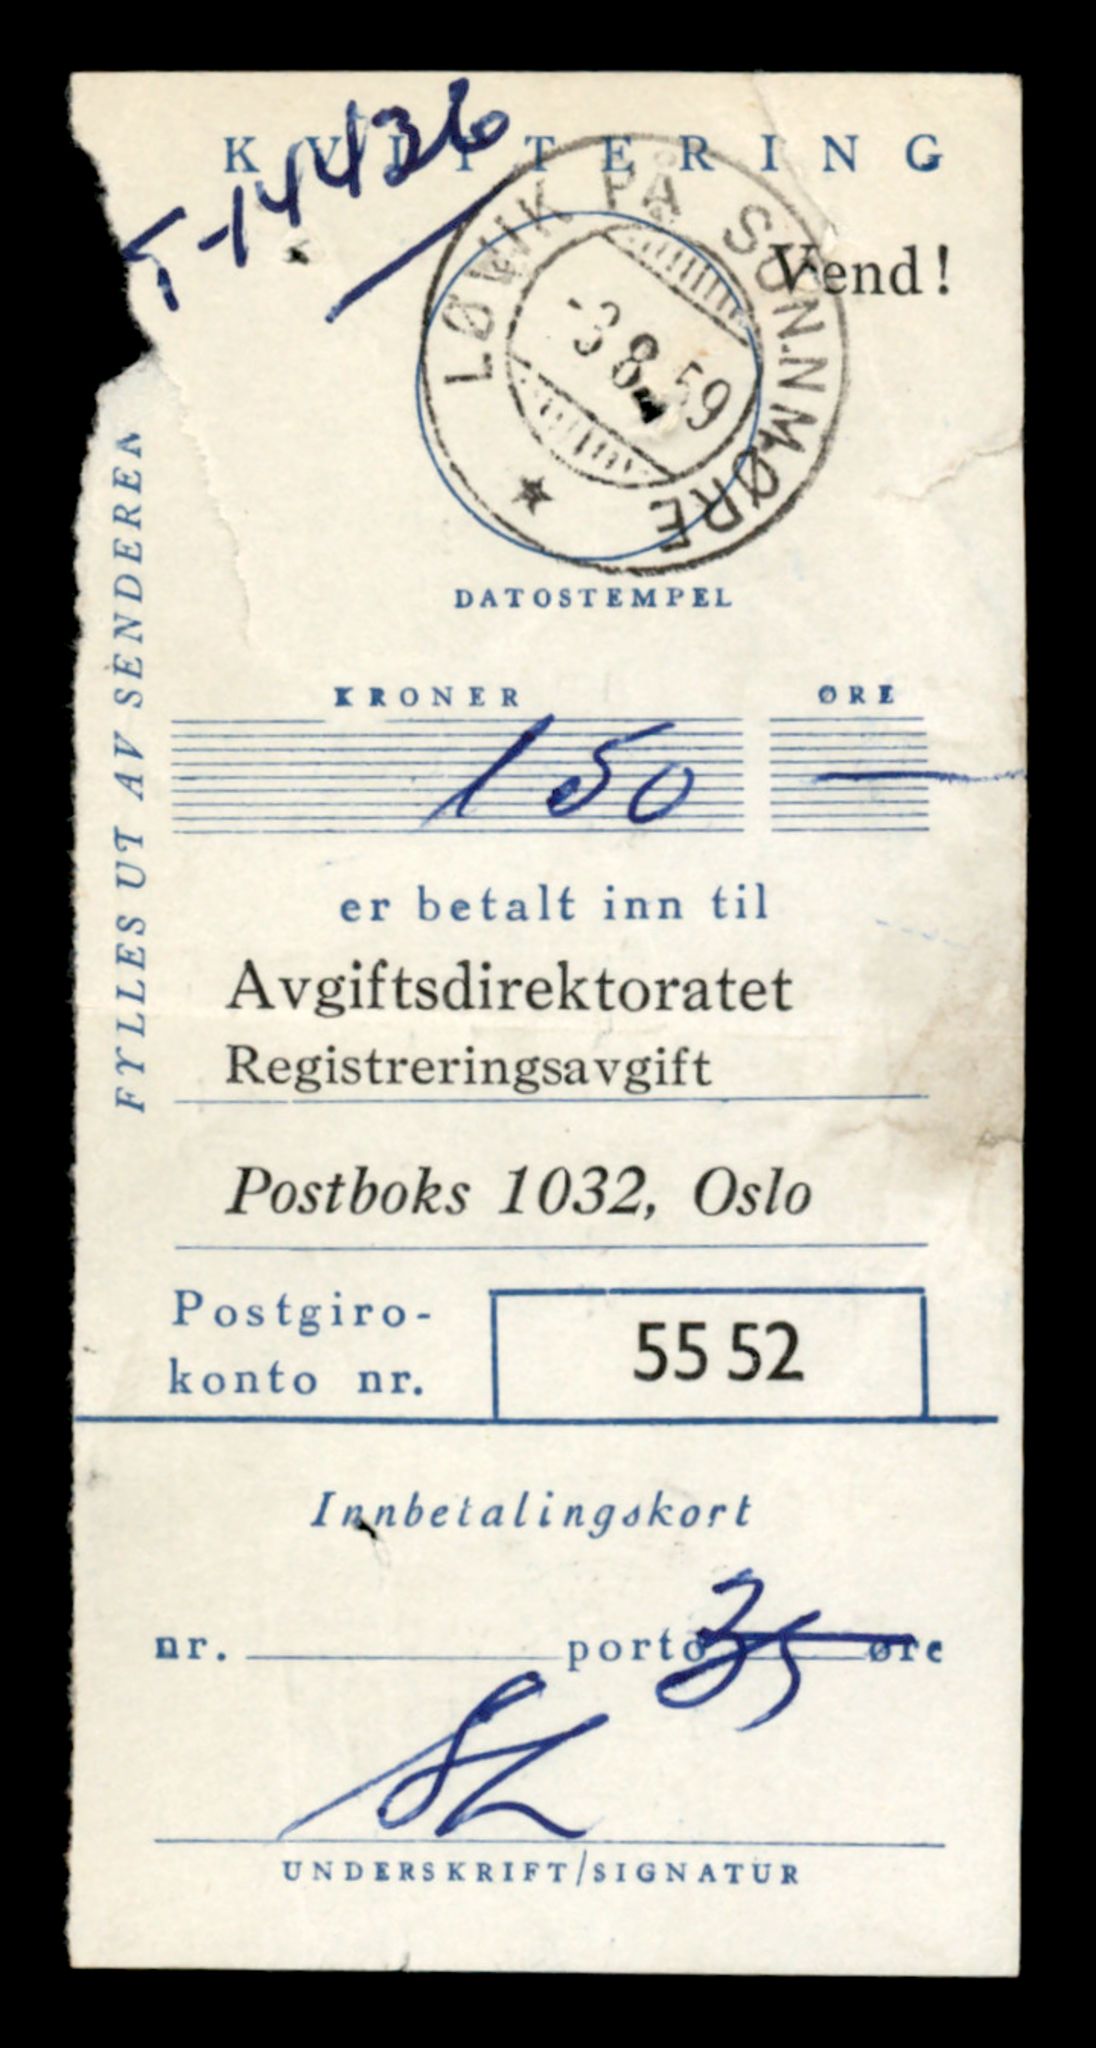 T-14436
KVITTERING
Vend!
LØVIK PÅ SUNNMØRE
-3 8 59
DATOSTEMPEL
FYLLES UT AV SENDEREN
KRONER ØRE
150 —
er betalt inn til
Avgiftsdirektoratet
Registreringsavgift
Postboks 1032, Oslo
Postgiro-
konto nr.
55 52
Innbetalingskort
nr. porto 35 øre
UNDERSKRIFT/SIGNATUR